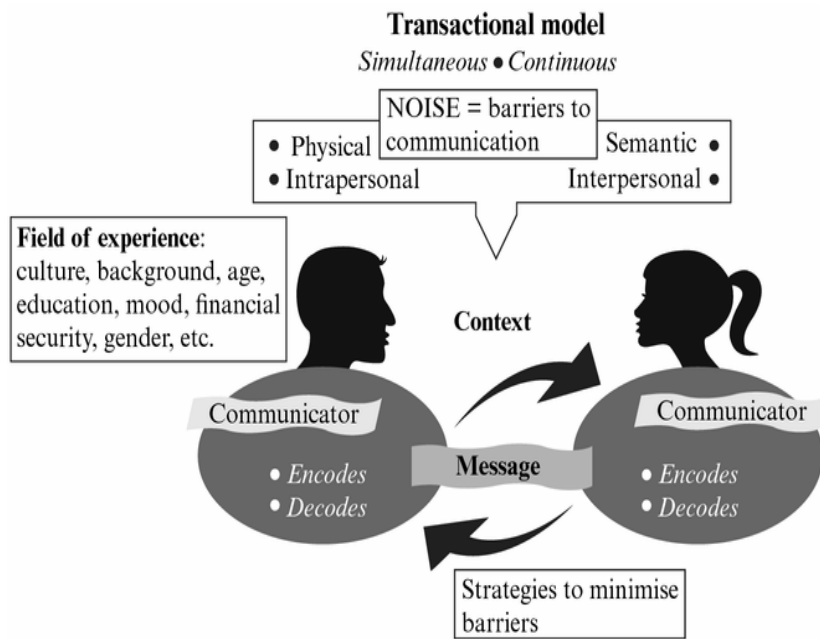 Transactional model
Simultaneous • Continuous
NOISE = barriers to
communication
• Physical
• Intrapersonal
Semantic •
Interpersonal •
Field of experience:
culture, background, age,
education, mood, financial
security, gender, etc.
Context
Communicator
• Encodes
• Decodes
Message
Communicator
• Encodes
• Decodes
Strategies to minimise
barriers